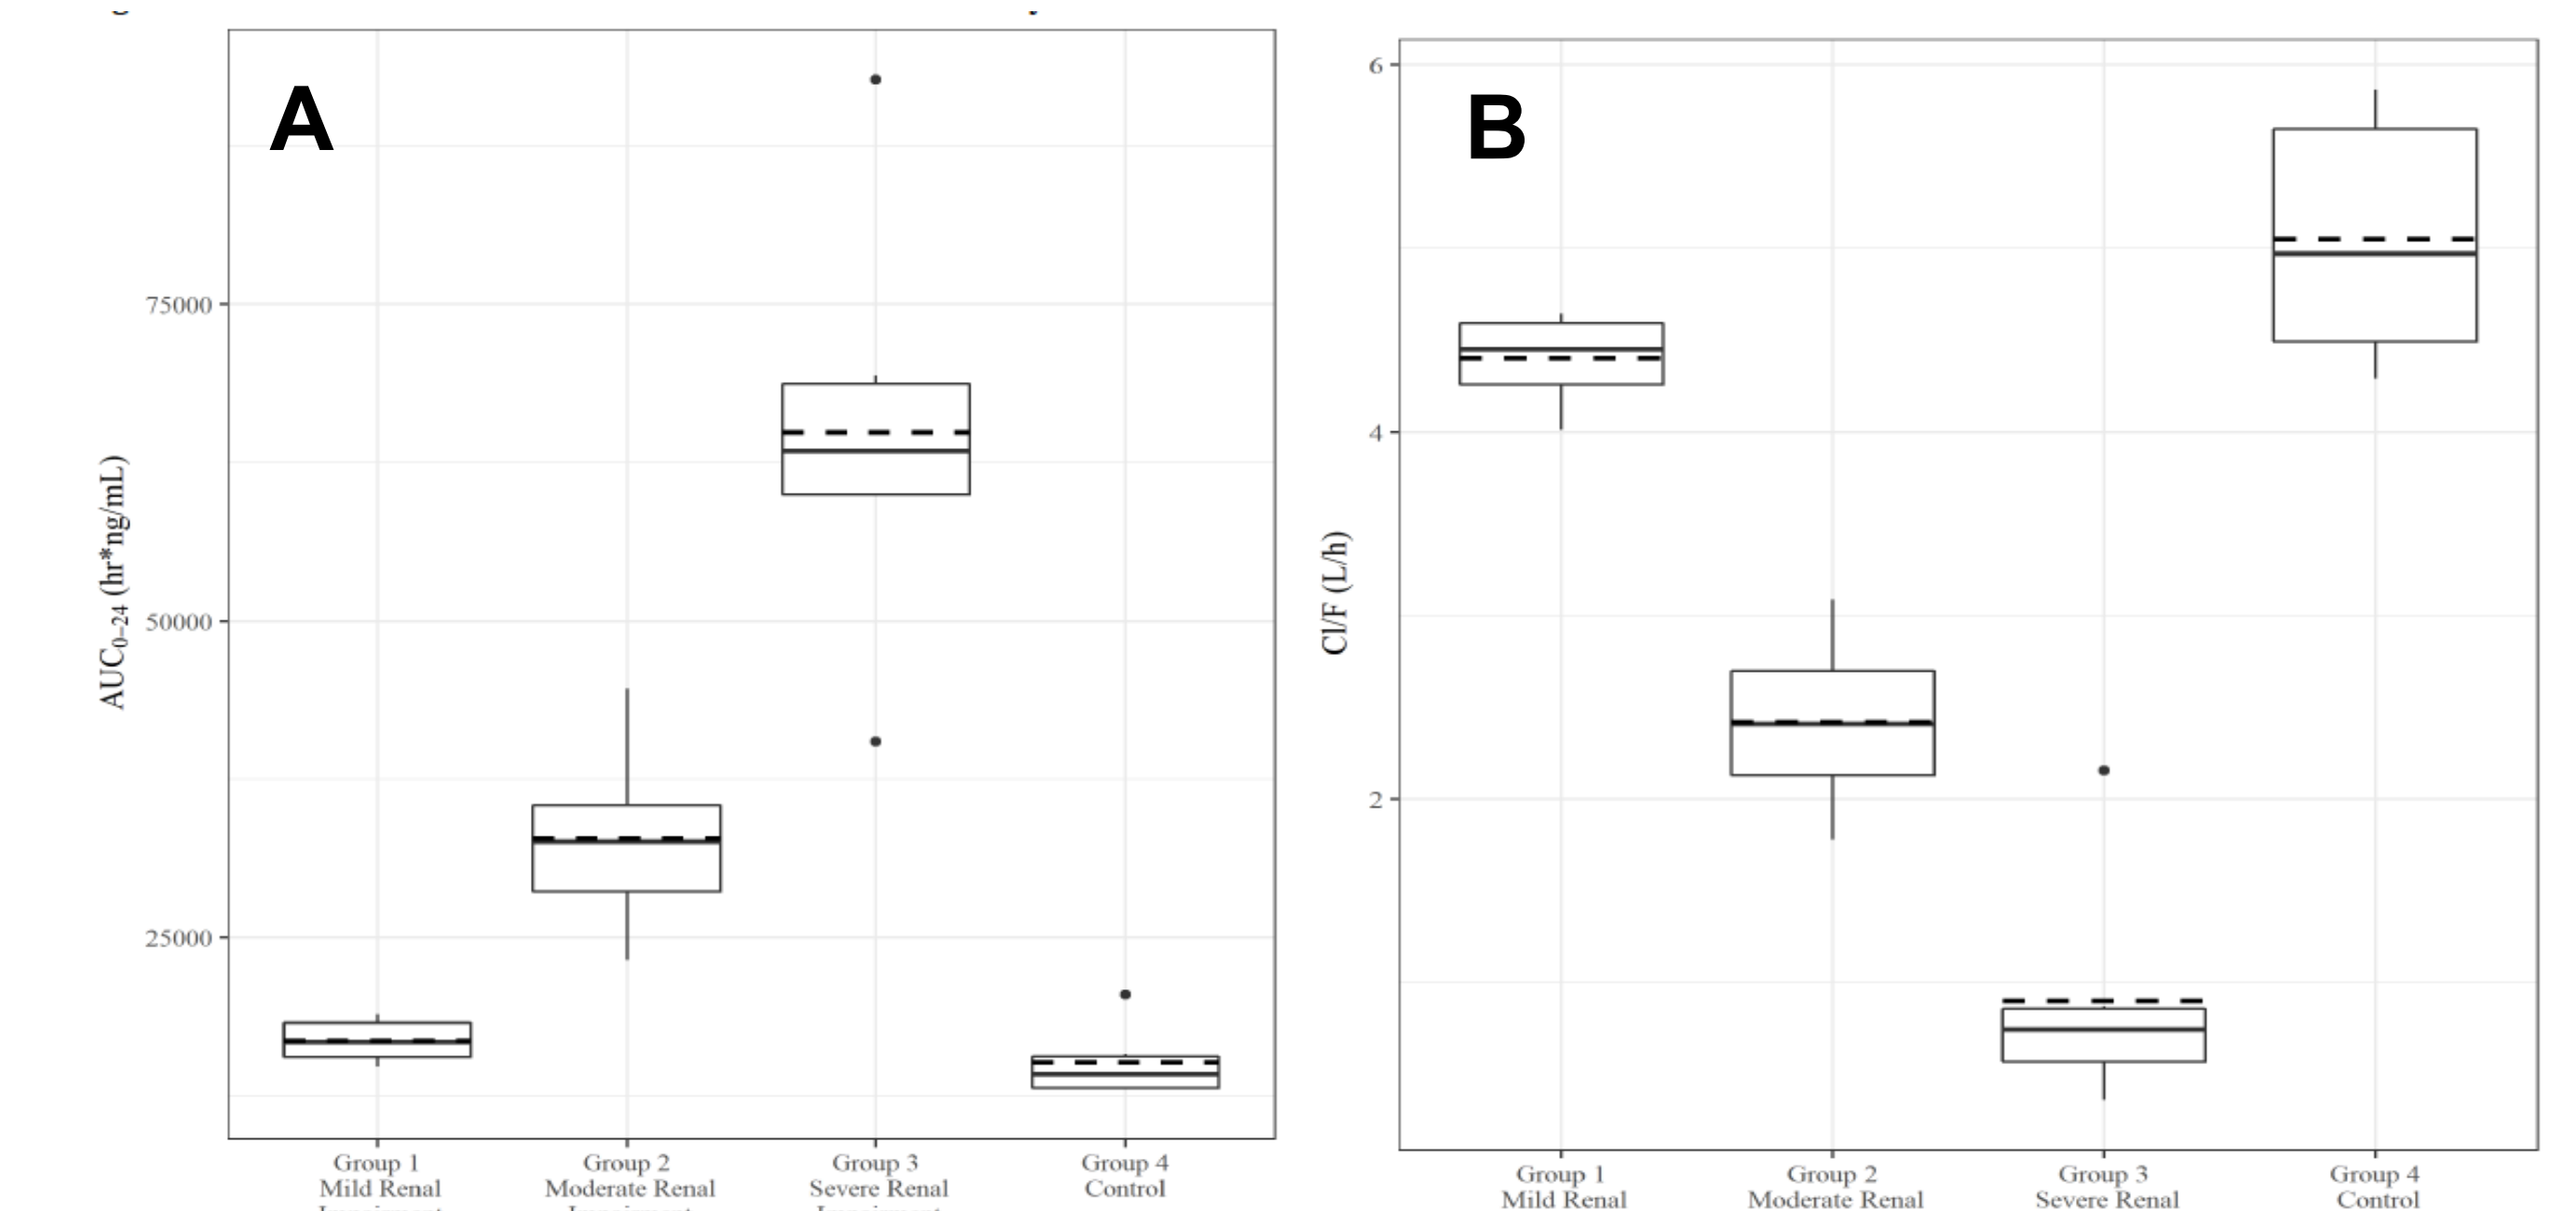 A
75000
50000
25000
AUC0−24 (hr*ng/mL)
Group 1
Mild Renal
Group 2
Moderate Renal
Group 3
Severe Renal
Group 4
Control
B
6
4
2
Cl/F (L/h)
Group 1
Mild Renal
Group 2
Moderate Renal
Group 3
Severe Renal
Group 4
Control